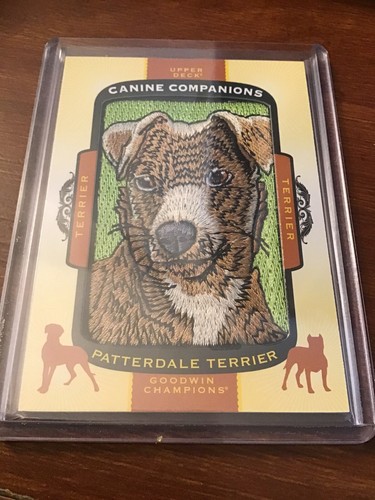 UPPER
DECK®
CANINE COMPANIONS
TERRIER
TERRIER
PATTERDALE TERRIER
GOODWIN
CHAMPIONS®